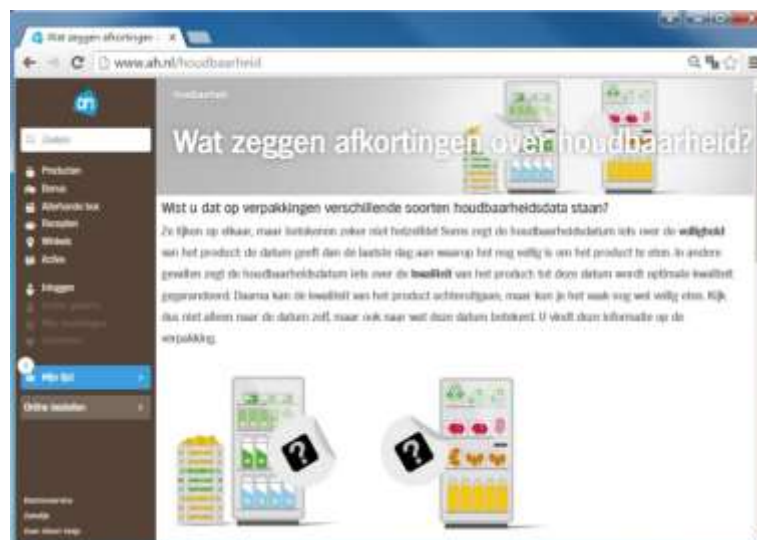 Wat zeggen afkortingen
www.ah.nl/houdbaarheid
ah
Houdbaarheid
Zoeken
Wat zeggen afkortingen over houdbaarheid?
Producten
Bonus
Allerhande box
Recepten
Winkels
Acties
Inloggen
Mijn lijst
Online bestellen
Klantenservice
Zakelijk
Over Albert Heijn
Wist u dat op verpakkingen verschillende soorten houdbaarheidsdata staan?
Ze lijken op elkaar, maar betekenen zeker niet hetzelfde! Soms zegt de houdbaarheidsdatum iets over de veiligheid
van het product: de datum geeft dan de laatste dag aan waarop het nog veilig is om het product te eten. In andere
gevallen zegt de houdbaarheidsdatum iets over de kwaliteit van het product: tot deze datum wordt optimale kwaliteit
gegarandeerd. Daarna kan de kwaliteit van het product achteruitgaan, maar kun je het vaak nog wel veilig eten. Kijk
dus niet alleen naar de datum zelf, maar ook naar wat deze datum betekent. U vindt deze informatie op de
verpakking.
?
?